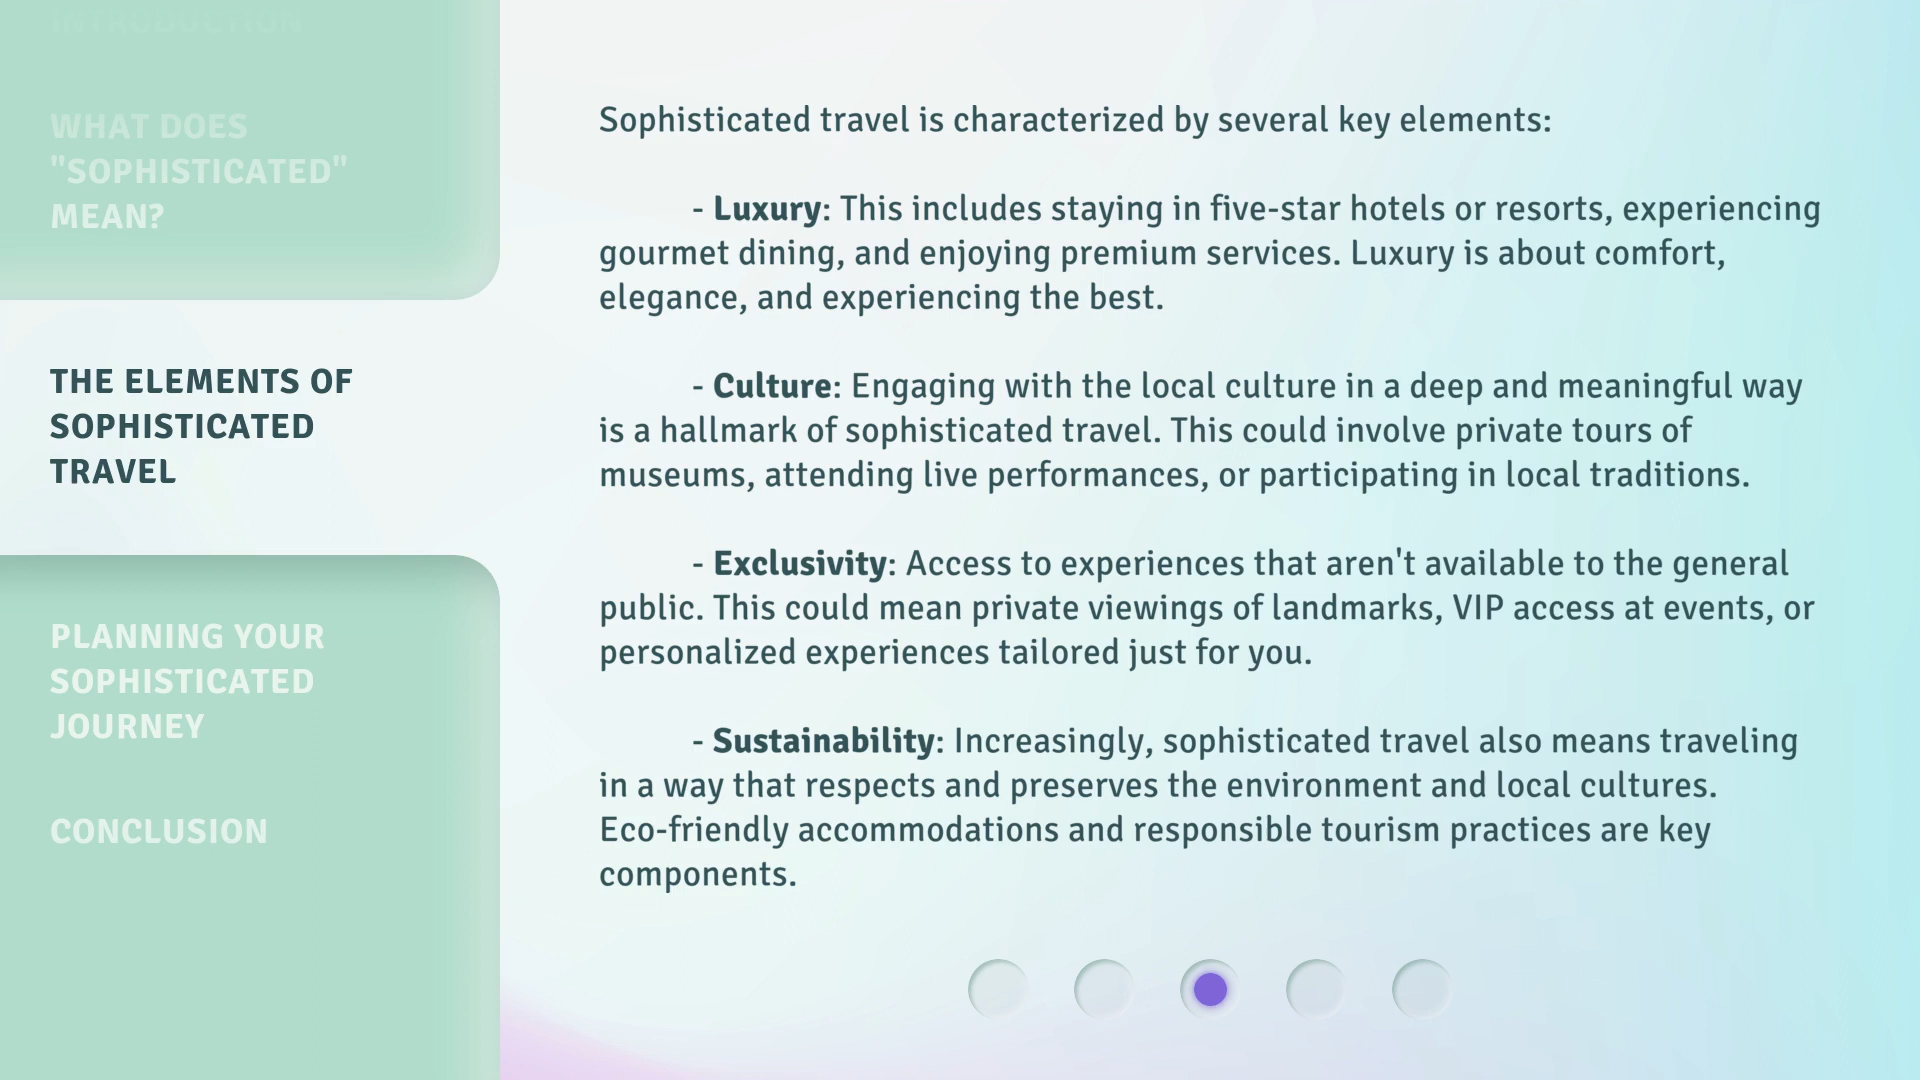 INTRODUCTION
WHAT DOES
"SOPHISTICATED"
MEAN?
THE ELEMENTS OF
SOPHISTICATED
TRAVEL
PLANNING YOUR
SOPHISTICATED
JOURNEY
CONCLUSION
Sophisticated travel is characterized by several key elements:
- Luxury: This includes staying in five-star hotels or resorts, experiencing
gourmet dining, and enjoying premium services. Luxury is about comfort,
elegance, and experiencing the best.
- Culture: Engaging with the local culture in a deep and meaningful way
is a hallmark of sophisticated travel. This could involve private tours of
museums, attending live performances, or participating in local traditions.
- Exclusivity: Access to experiences that aren't available to the general
public. This could mean private viewings of landmarks, VIP access at events, or
personalized experiences tailored just for you.
- Sustainability: Increasingly, sophisticated travel also means traveling
in a way that respects and preserves the environment and local cultures.
Eco-friendly accommodations and responsible tourism practices are key
components.